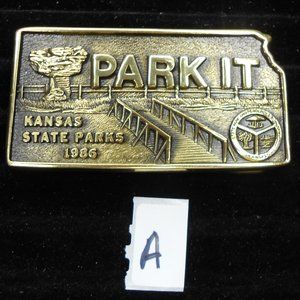 PARK IT
KANSAS
STATE PARKS
1986
A